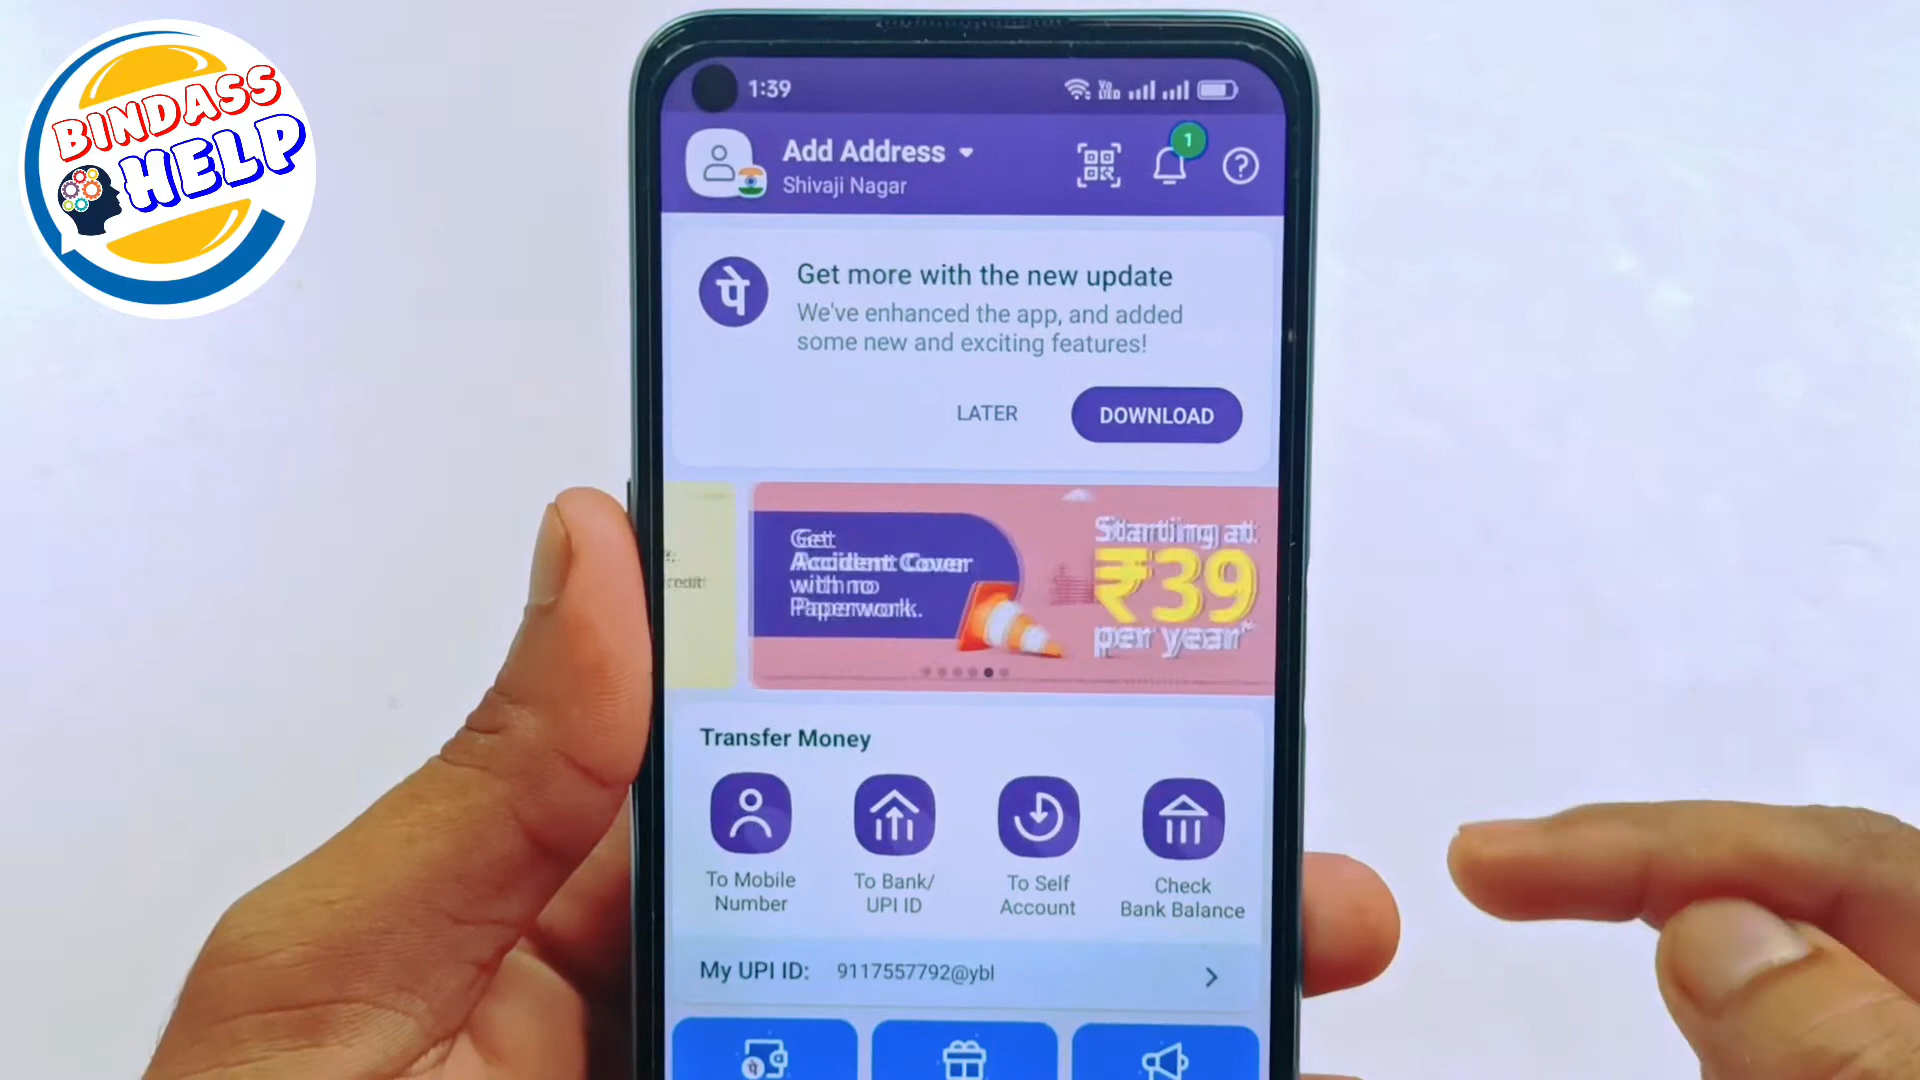 BINDASS
HELP
1:39
Add Address
Shivaji Nagar
1
पे
Get more with the new update
We've enhanced the app, and added
some new and exciting features!
LATER
DOWNLOAD
Get
Accident Cover
with no
Paperwork.
Starting at
₹39
per year*
Transfer Money
To Mobile
Number
To Bank/
UPI ID
To Self
Account
Check
Bank Balance
My UPI ID: 9117557792@ybl
पे